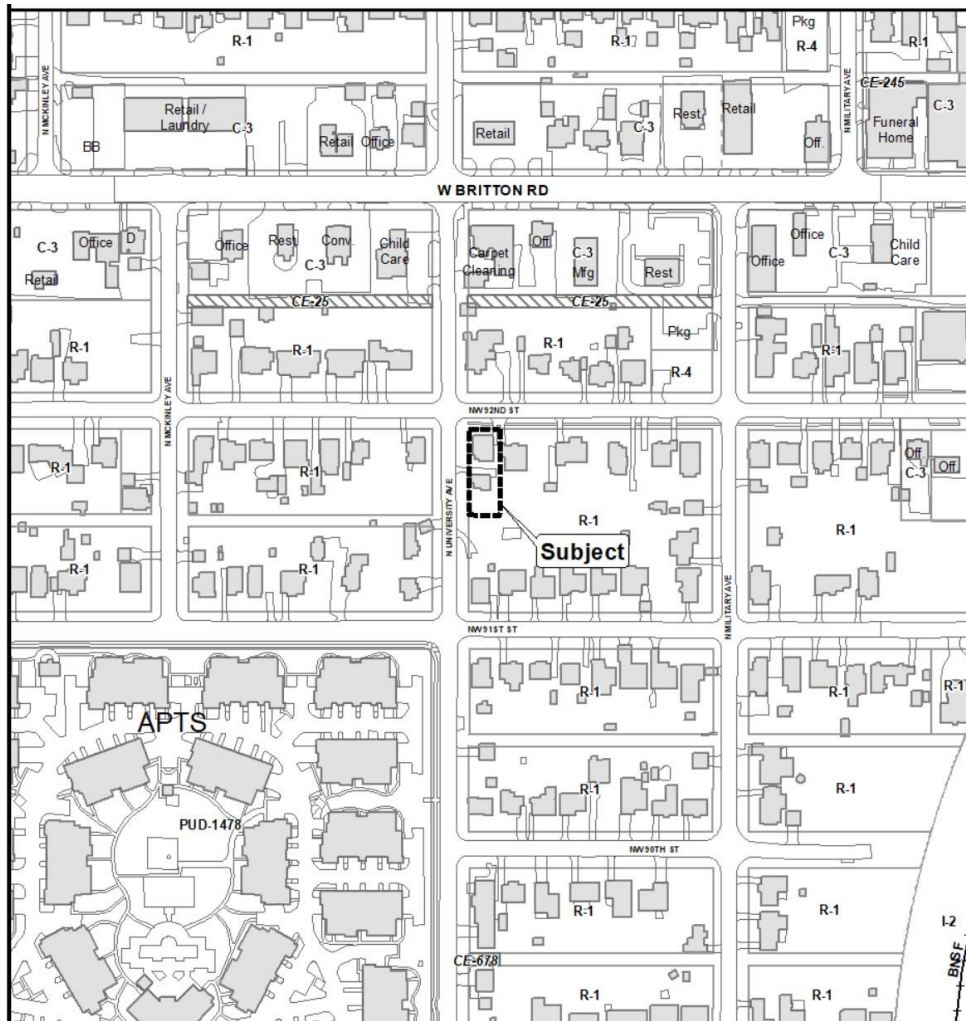 Pkg
R-1
R-1
R-4
R-1
N MCKINLEY AVE
N MILITARY AVE
CE-245
Retail /
Laundry
C-3
BB
Retail
Office
Retail
C-3
Rest.
Retail
Off.
Funeral
Home
C-3
W BRITTON RD
C-3
Office
D
Retail
Office
Rest
Conv.
Child
Care
C-3
Carpet
Cleaning
Off
C-3
Mfg
Rest
Office
Office
C-3
Child
Care
CE-25
CE-25
R-1
R-1
R-1
Pkg
R-4
R-1
N MCKINLEY AVE
NW 92ND ST
R-1
R-1
N UNIVERSITY AVE
R-1
Subject
Off.
C-3
Off
R-1
R-1
R-1
N MILITARY AVE
NW 91ST ST
APTS
R-1
R-1
R-1
PUD-1478
R-1
R-1
NW 90TH ST
R-1
R-1
I-2
BNSF
CE-678
R-1
R-1